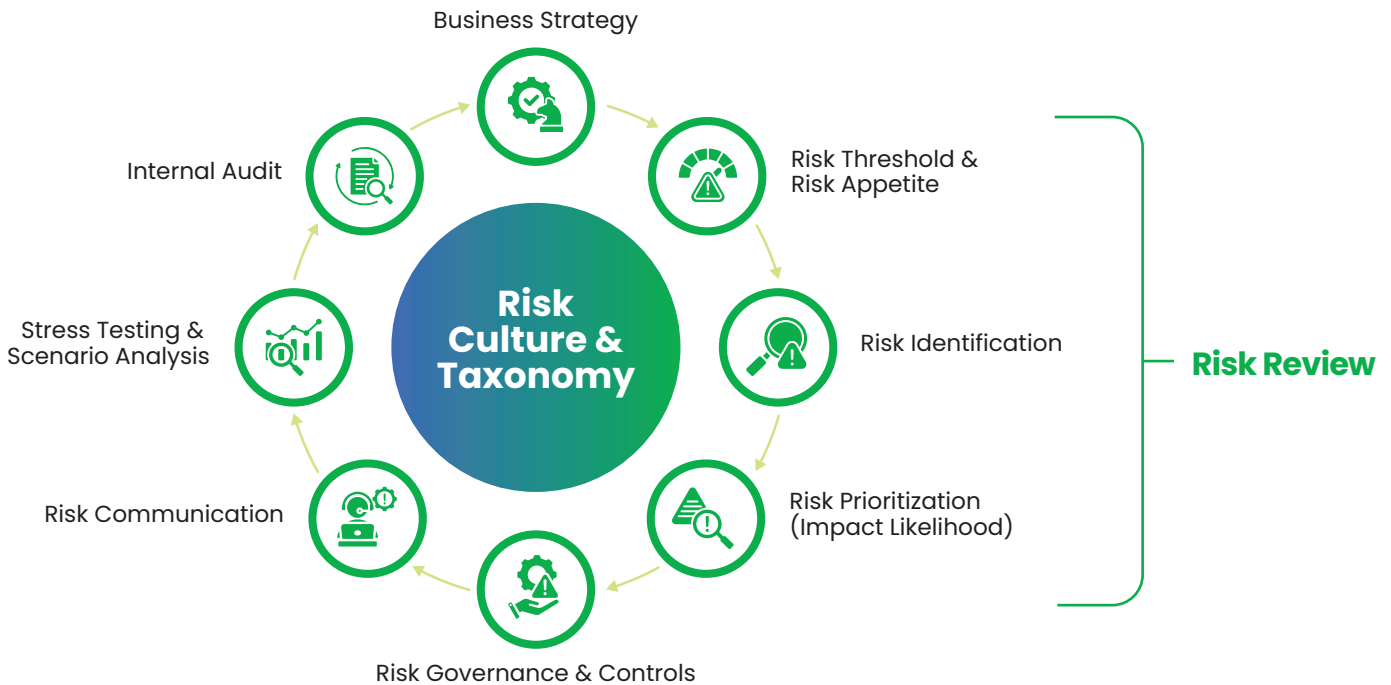 Business Strategy
Risk Threshold &
Risk Appetite
Risk Identification
Risk Prioritization
(Impact Likelihood)
Risk Governance & Controls
Risk Communication
Stress Testing &
Scenario Analysis
Internal Audit
Risk
Culture &
Taxonomy
Risk Review